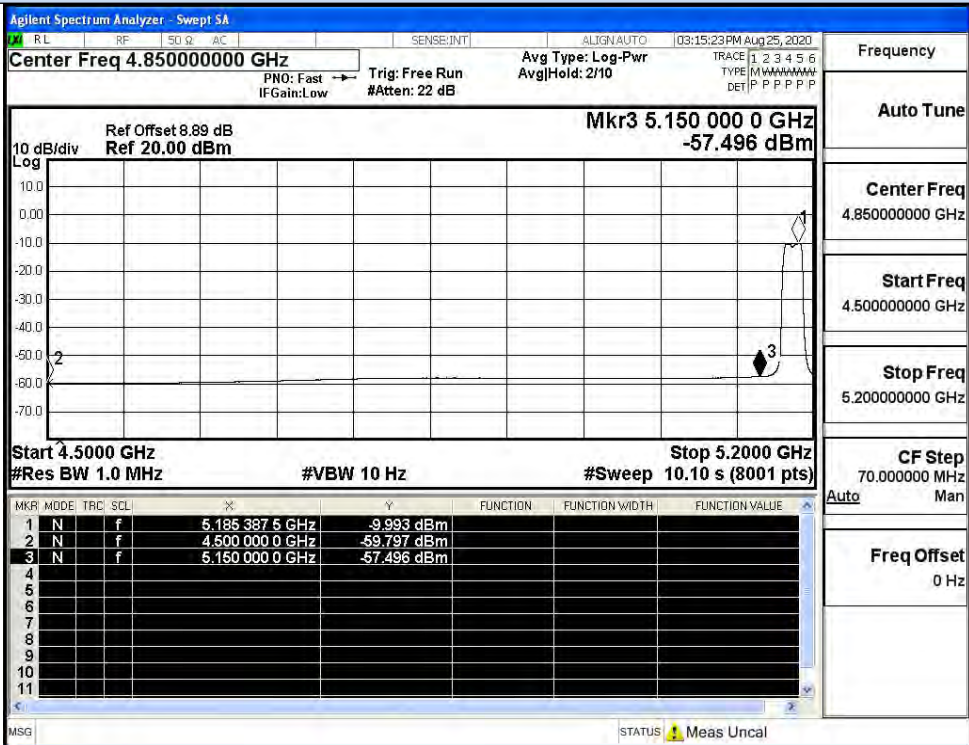 Agilent Spectrum Analyzer - Swept SA
RL RF 50 Ω AC SENSE:INT ALIGN AUTO 03:15:23 PM Aug 25, 2020
Center Freq 4.850000000 GHz
PNO: Fast
IFGain:Low
Trig: Free Run
#Atten: 22 dB
Avg Type: Log-Pwr
Avg|Hold: 2/10
TRACE 1 2 3 4 5 6
TYPE MWWWWW
DET P P P P P P
Mkr3 5.150 000 0 GHz
-57.496 dBm
Ref Offset 8.89 dB
10 dB/div Ref 20.00 dBm
Log
10.0
0.00
-10.0
-20.0
-30.0
-40.0
-50.0
-60.0
-70.0
1
2
3
Start 4.5000 GHz Stop 5.2000 GHz
#Res BW 1.0 MHz #VBW 10 Hz #Sweep 10.10 s (8001 pts)
MKR MODE TRC SCL X Y FUNCTION FUNCTION WIDTH FUNCTION VALUE
1 N f 5.185 387 5 GHz -9.993 dBm
2 N f 4.500 000 0 GHz -59.797 dBm
3 N f 5.150 000 0 GHz -57.496 dBm
4
5
6
7
8
9
10
11
MSG STATUS Meas Uncal
Frequency
Auto Tune
Center Freq
4.850000000 GHz
Start Freq
4.500000000 GHz
Stop Freq
5.200000000 GHz
CF Step
70.000000 MHz
Auto Man
Freq Offset
0 Hz